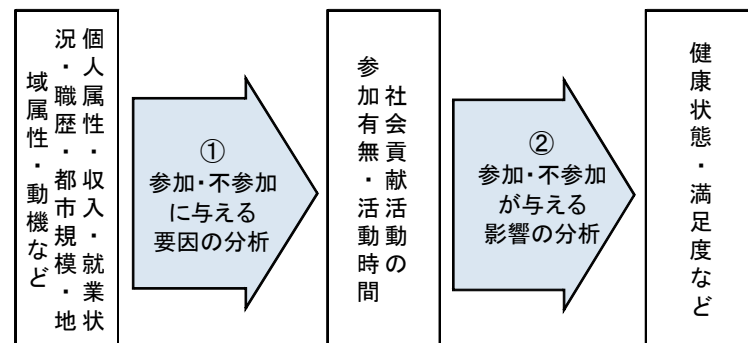 個人属性・収入・就業状
況・職歴・都市規模・地
域属性・動機など
①
参加・不参加
に与える
要因の分析
社会貢献活動の
参加有無・活動時間
②
参加・不参加
が与える
影響の分析
健康状態・満足度など